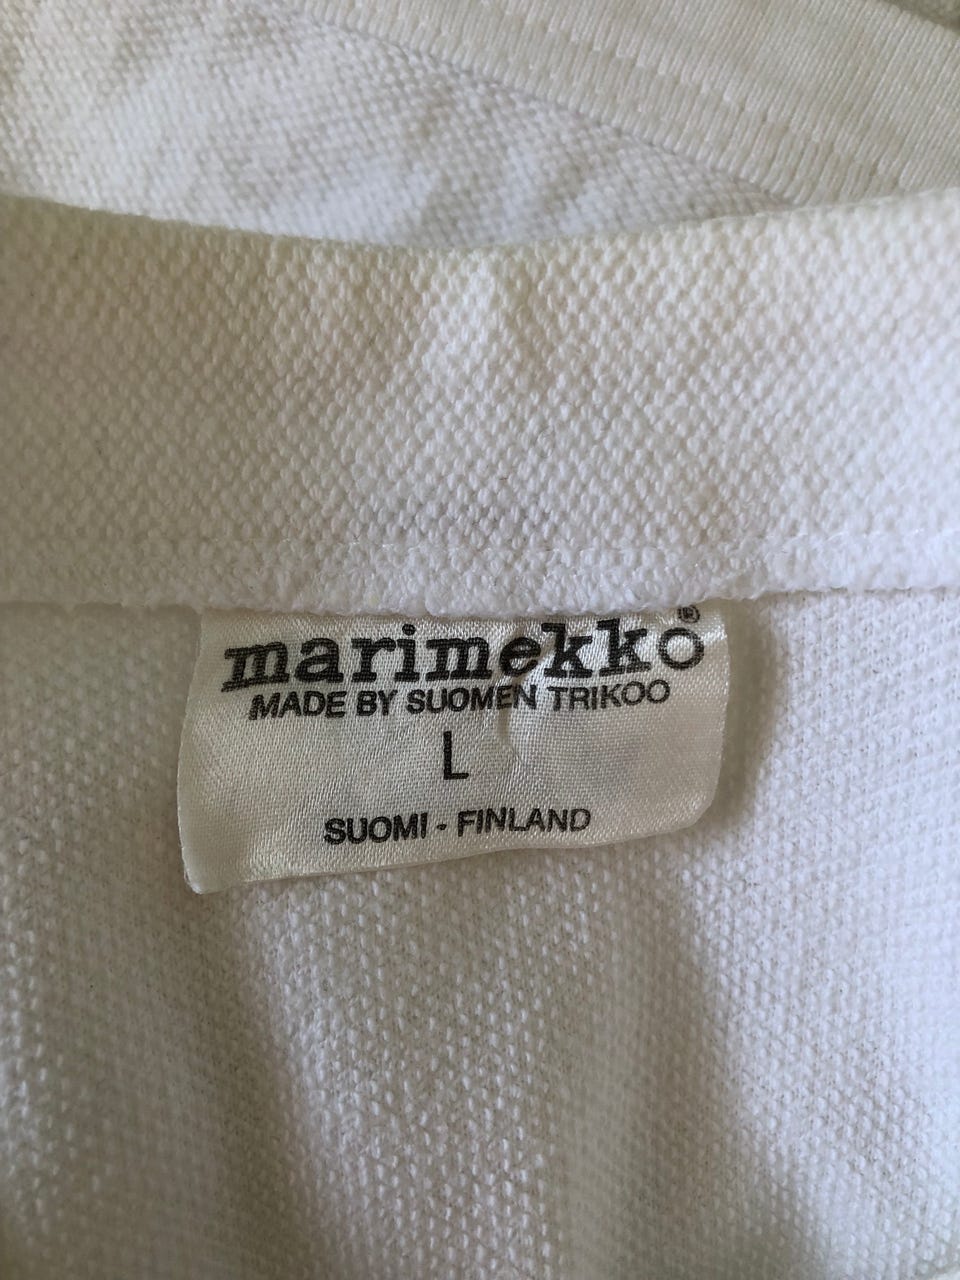 marimekko®
MADE BY SUOMEN TRIKOO
L
SUOMI - FINLAND